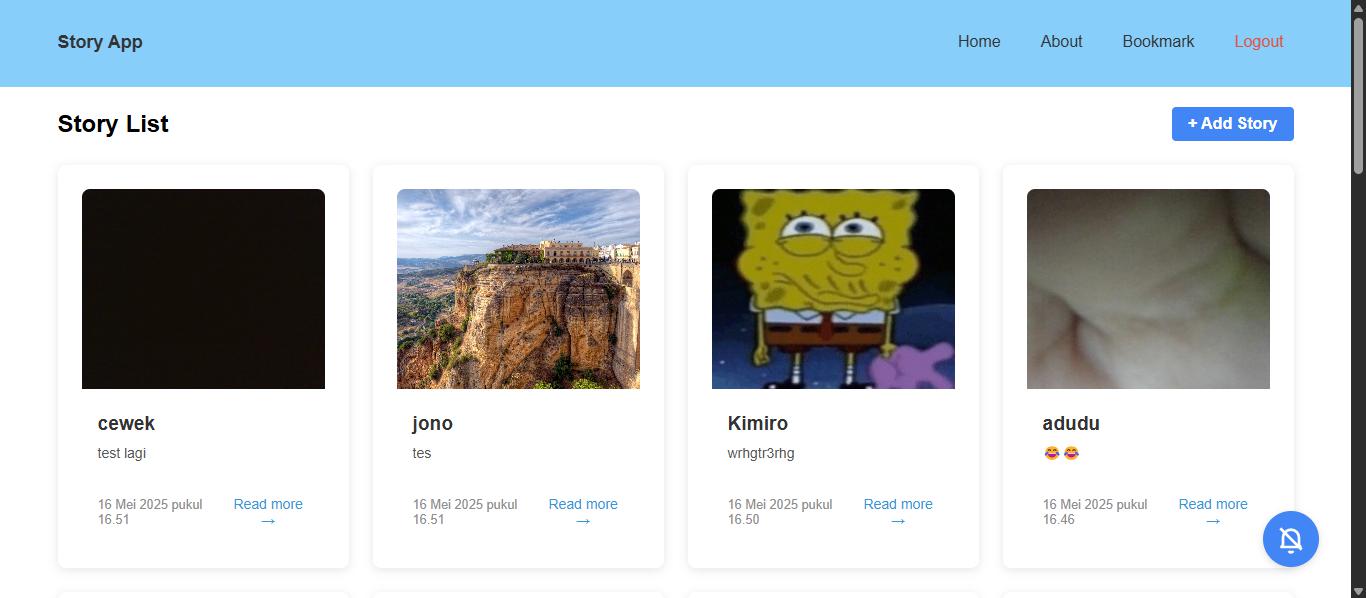 Story App
Home
About
Bookmark
Logout
Story List
+ Add Story
cewek
test lagi
16 Mei 2025 pukul
16.51
Read more
→
jono
tes
16 Mei 2025 pukul
16.51
Read more
→
Kimiro
wrhgtr3rhg
16 Mei 2025 pukul
16.50
Read more
→
adudu
😂😂
16 Mei 2025 pukul
16.46
Read more
→